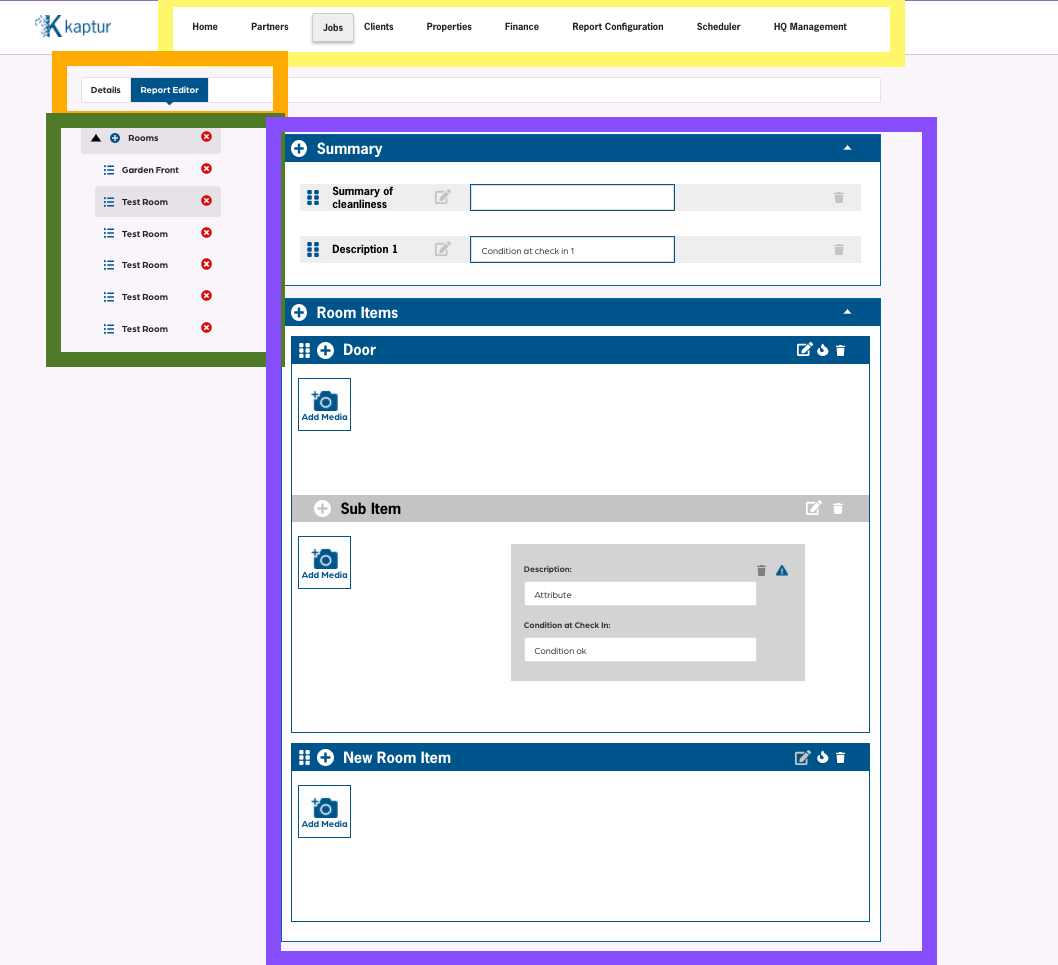 kaptur
Home Partners Jobs Clients Properties Finance Report Configuration Scheduler HQ Management
Details Report Editor
Rooms
Garden Front
Test Room
Test Room
Test Room
Test Room
Test Room
Summary
Summary of
cleanliness
Description 1 Condition at check in 1
Room Items
Door
Add Media
Sub Item
Add Media
Description:
Attribute
Condition at Check In:
Condition ok
New Room Item
Add Media